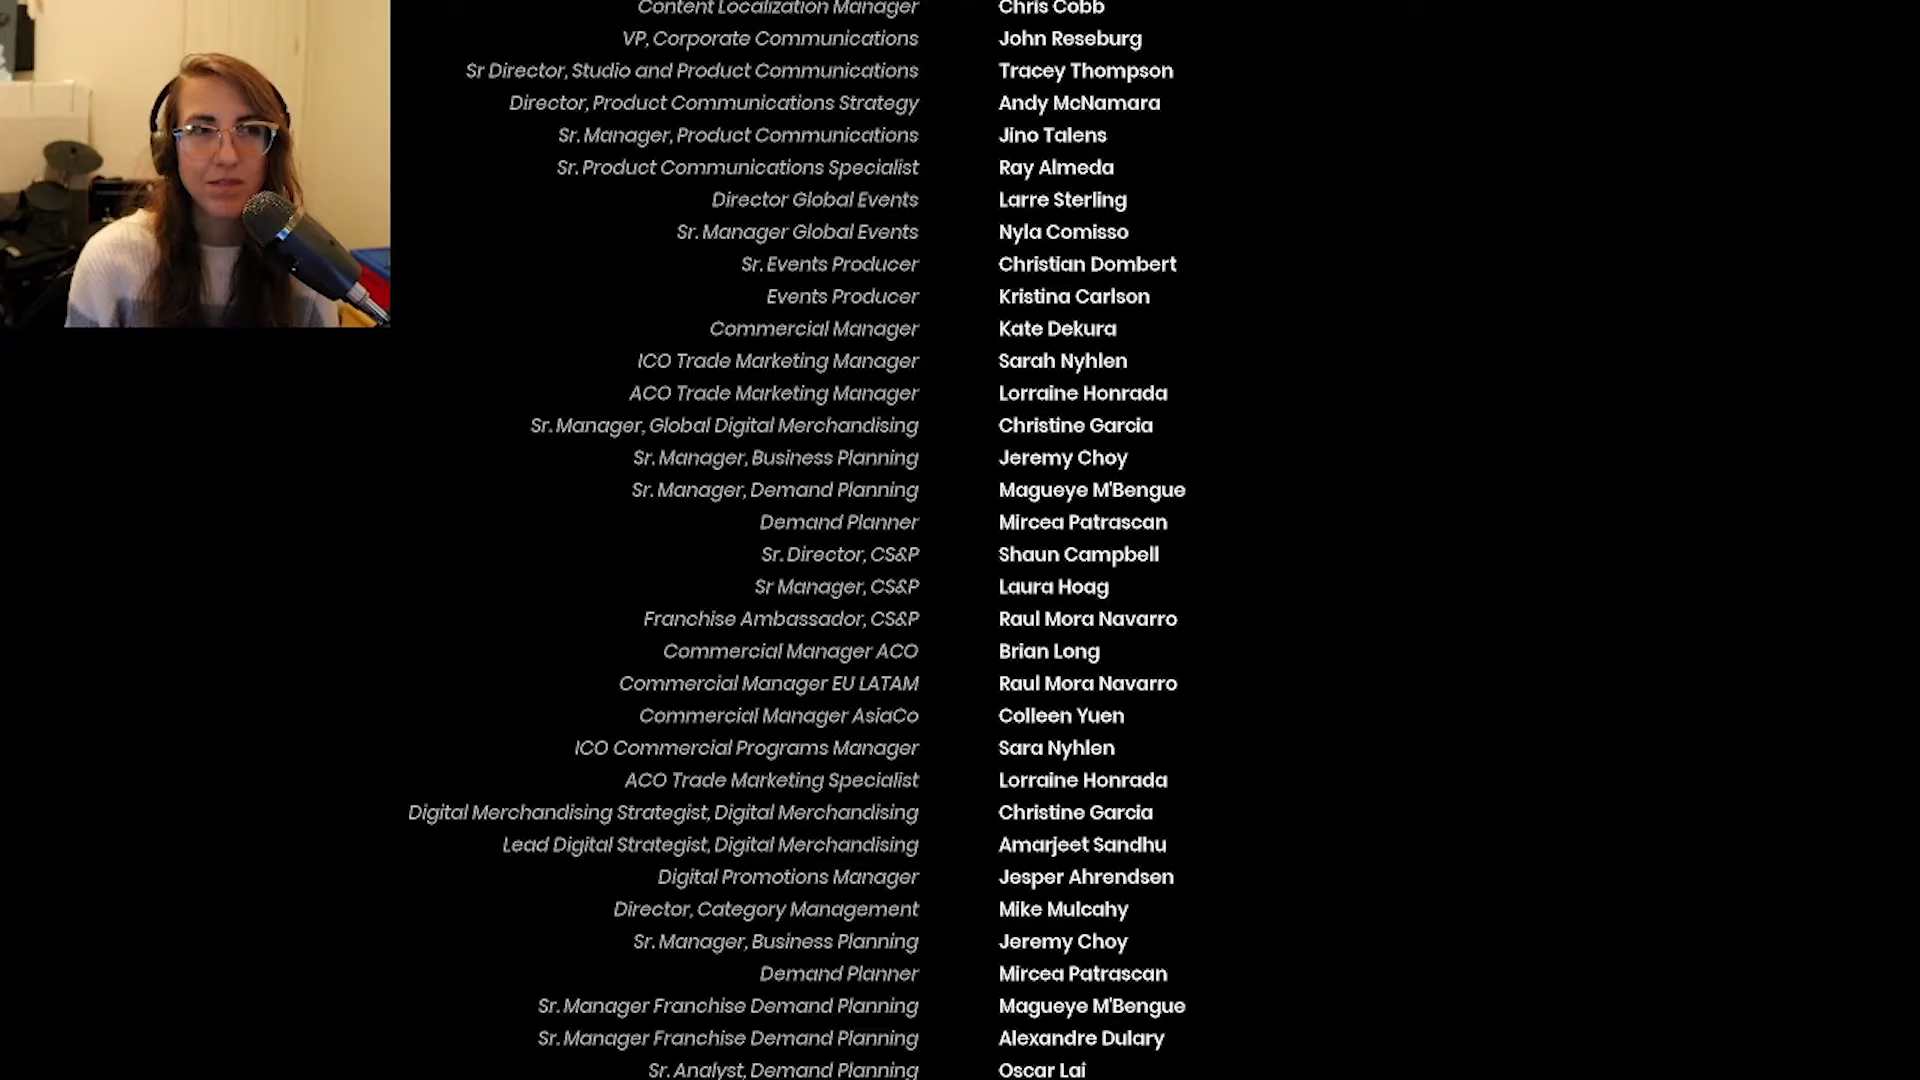 Content Localization Manager Chris Cobb
VP, Corporate Communications John Reseburg
Sr Director, Studio and Product Communications Tracey Thompson
Director, Product Communications Strategy Andy McNamara
Sr. Manager, Product Communications Jino Talens
Sr. Product Communications Specialist Ray Almeda
Director Global Events Larre Sterling
Sr. Manager Global Events Nyla Comisso
Sr. Events Producer Christian Dombert
Events Producer Kristina Carlson
Commercial Manager Kate Dekura
ICO Trade Marketing Manager Sarah Nyhlen
ACO Trade Marketing Manager Lorraine Honrada
Sr. Manager, Global Digital Merchandising Christine Garcia
Sr. Manager, Business Planning Jeremy Choy
Sr. Manager, Demand Planning Magueye M'Bengue
Demand Planner Mircea Patrascan
Sr. Director, CS&P Shaun Campbell
Sr Manager, CS&P Laura Hoag
Franchise Ambassador, CS&P Raul Mora Navarro
Commercial Manager ACO Brian Long
Commercial Manager EU LATAM Raul Mora Navarro
Commercial Manager AsiaCo Colleen Yuen
ICO Commercial Programs Manager Sara Nyhlen
ACO Trade Marketing Specialist Lorraine Honrada
Digital Merchandising Strategist, Digital Merchandising Christine Garcia
Lead Digital Strategist, Digital Merchandising Amarjeet Sandhu
Digital Promotions Manager Jesper Ahrendsen
Director, Category Management Mike Mulcahy
Sr. Manager, Business Planning Jeremy Choy
Demand Planner Mircea Patrascan
Sr. Manager Franchise Demand Planning Magueye M'Bengue
Sr. Manager Franchise Demand Planning Alexandre Dulary
Sr. Analyst, Demand Planning Oscar Lai